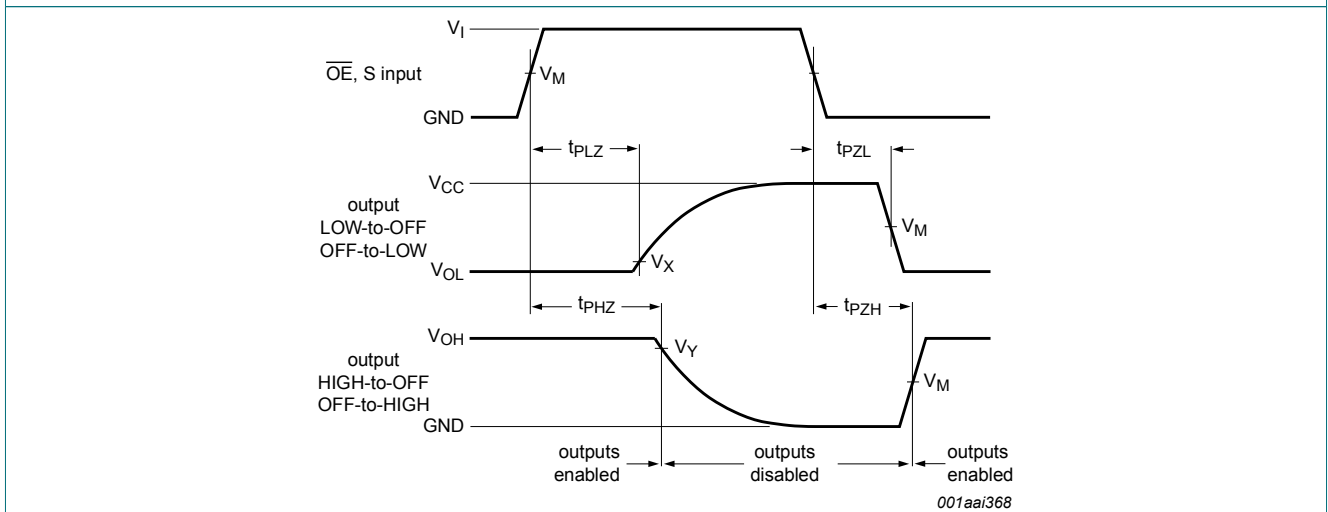 V_I
O̅E̅, S input
V_M
GND
t_PLZ
t_PZL
V_CC
output
LOW-to-OFF
OFF-to-LOW
V_M
V_X
V_OL
t_PHZ
t_PZH
V_OH
V_Y
output
HIGH-to-OFF
OFF-to-HIGH
V_M
GND
outputs
enabled
outputs
disabled
outputs
enabled
001aai368